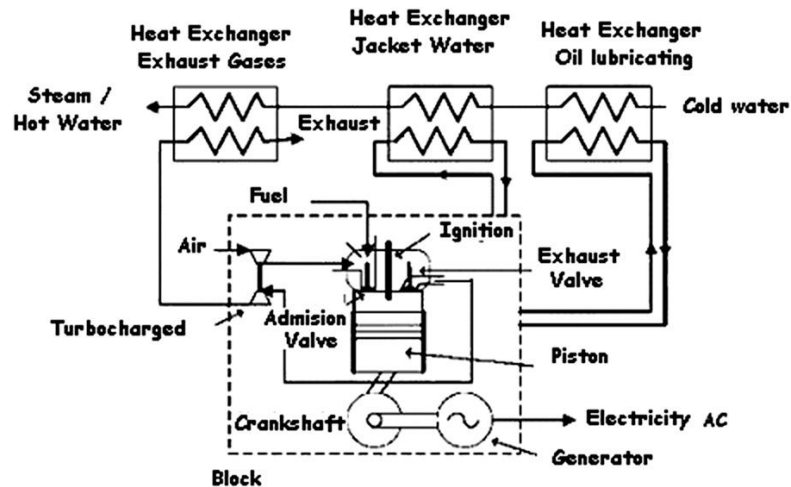 Heat Exchanger
Exhaust Gases
Heat Exchanger
Jacket Water
Heat Exchanger
Oil lubricating
Steam /
Hot Water
Exhaust
Cold water
Fuel
Ignition
Air
Exhaust
Valve
Turbocharged
Admision
Valve
Piston
Crankshaft
Electricity AC
Generator
Block